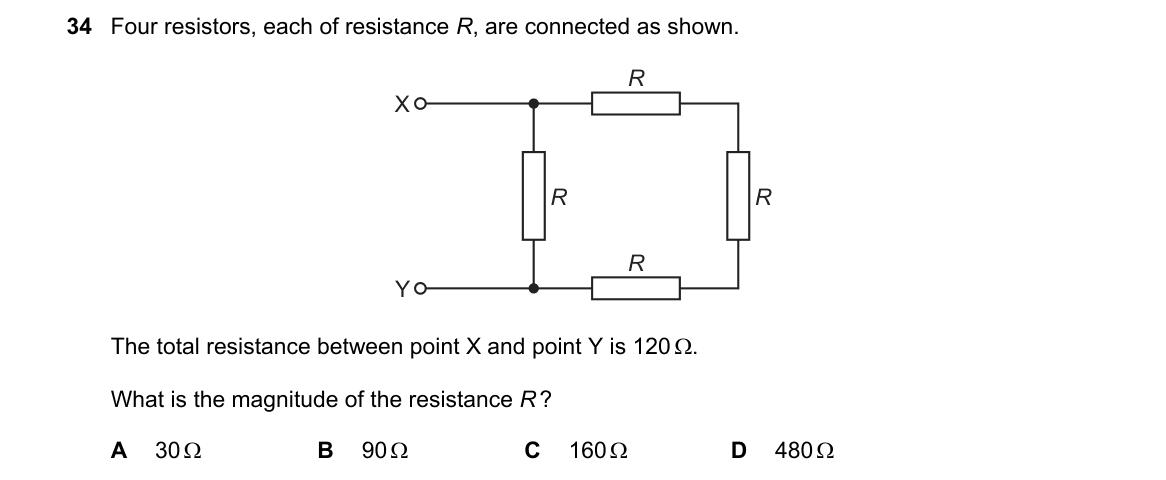 34 Four resistors, each of resistance R, are connected as shown.
R
X
R
R
R
Y
The total resistance between point X and point Y is 120 Ω.
What is the magnitude of the resistance R?
A 30 Ω B 90 Ω C 160 Ω D 480 Ω